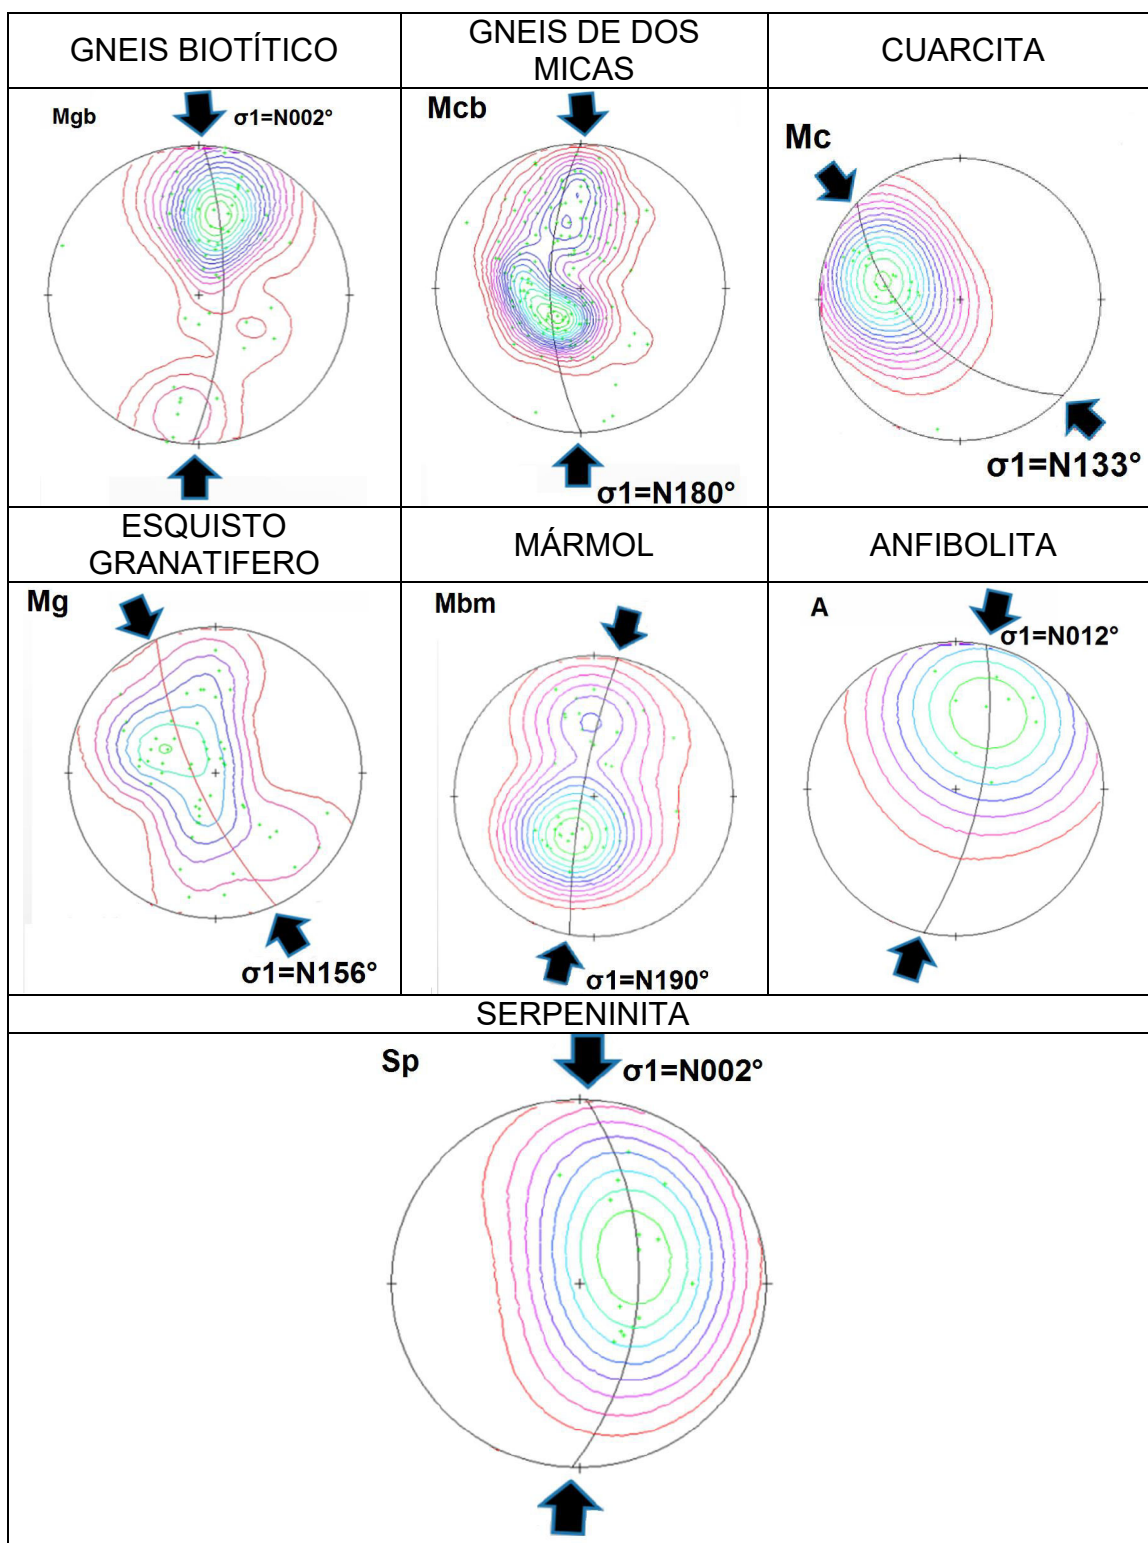 GNEIS BIOTÍTICO
GNEIS DE DOS
MICAS
CUARCITA
Mgb
σ1=N002°
Mcb
σ1=N180°
Mc
σ1=N133°
ESQUISTO
GRANATIFERO
MÁRMOL
ANFIBOLITA
Mg
σ1=N156°
Mbm
σ1=N190°
A
σ1=N012°
SERPENINITA
Sp
σ1=N002°